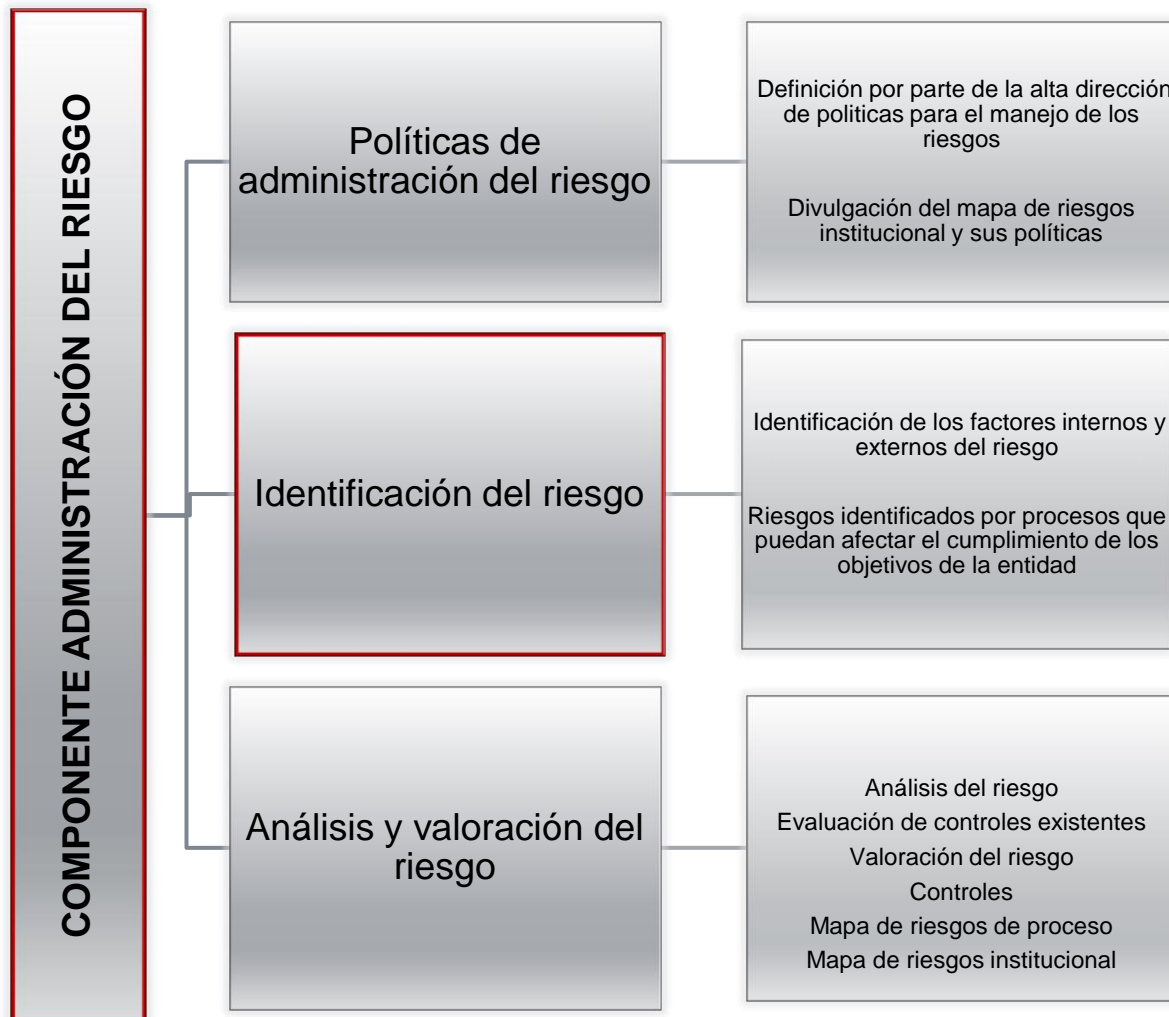 COMPONENTE ADMINISTRACIÓN DEL RIESGO
Políticas de
administración del riesgo
Definición por parte de la alta dirección
de politicas para el manejo de los
riesgos
Divulgación del mapa de riesgos
institucional y sus políticas
Identificación del riesgo
Identificación de los factores internos y
externos del riesgo
Riesgos identificados por procesos que
puedan afectar el cumplimiento de los
objetivos de la entidad
Análisis y valoración del
riesgo
Análisis del riesgo
Evaluación de controles existentes
Valoración del riesgo
Controles
Mapa de riesgos de proceso
Mapa de riesgos institucional